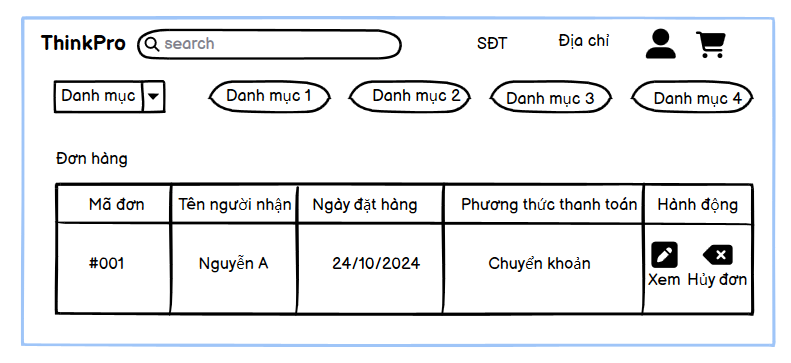 ThinkPro search SĐT Địa chỉ
Danh mục Danh mục 1 Danh mục 2 Danh mục 3 Danh mục 4
Đơn hàng
Mã đơn Tên người nhận Ngày đặt hàng Phương thức thanh toán Hành động
#001 Nguyễn A 24/10/2024 Chuyển khoản
Xem Hủy đơn